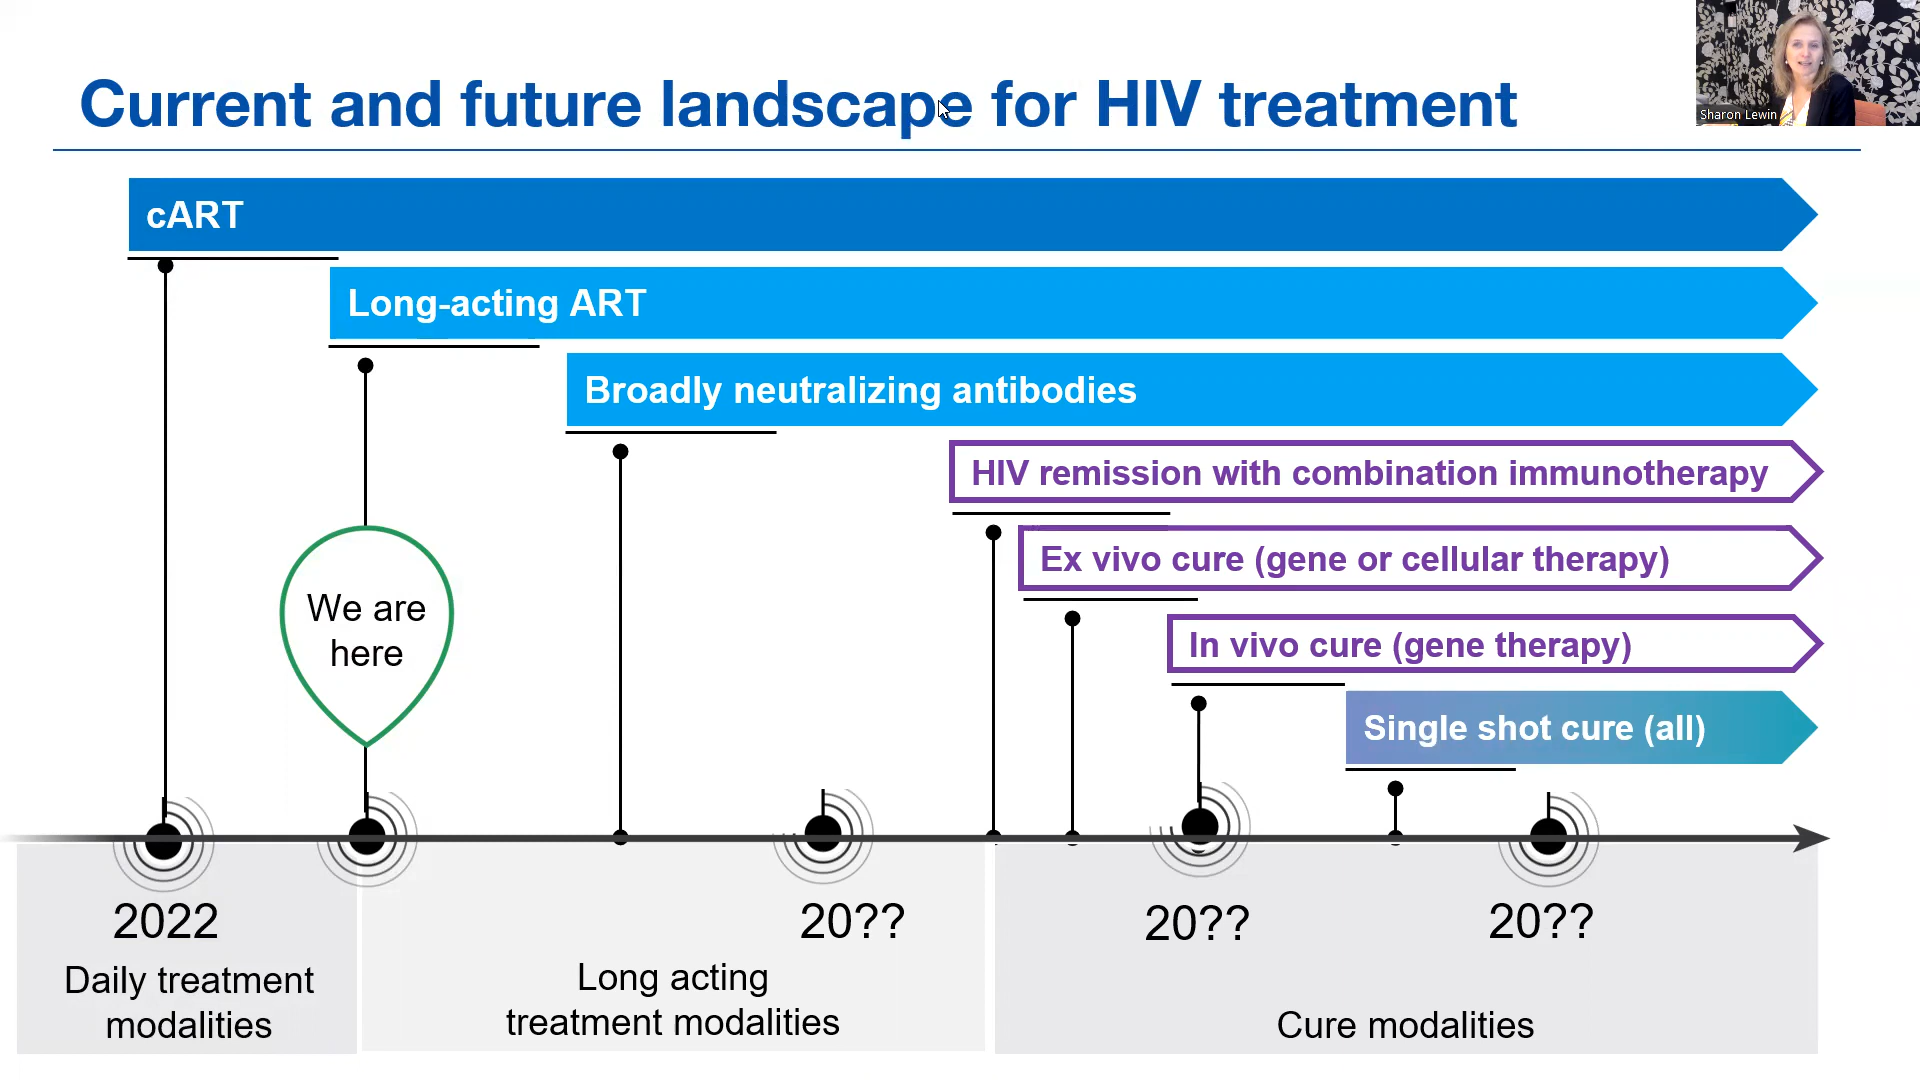 Current and future landscape for HIV treatment
Sharon Lewin
cART
Long-acting ART
Broadly neutralizing antibodies
HIV remission with combination immunotherapy
Ex vivo cure (gene or cellular therapy)
In vivo cure (gene therapy)
Single shot cure (all)
We are
here
2022
20??
20??
20??
Daily treatment
modalities
Long acting
treatment modalities
Cure modalities